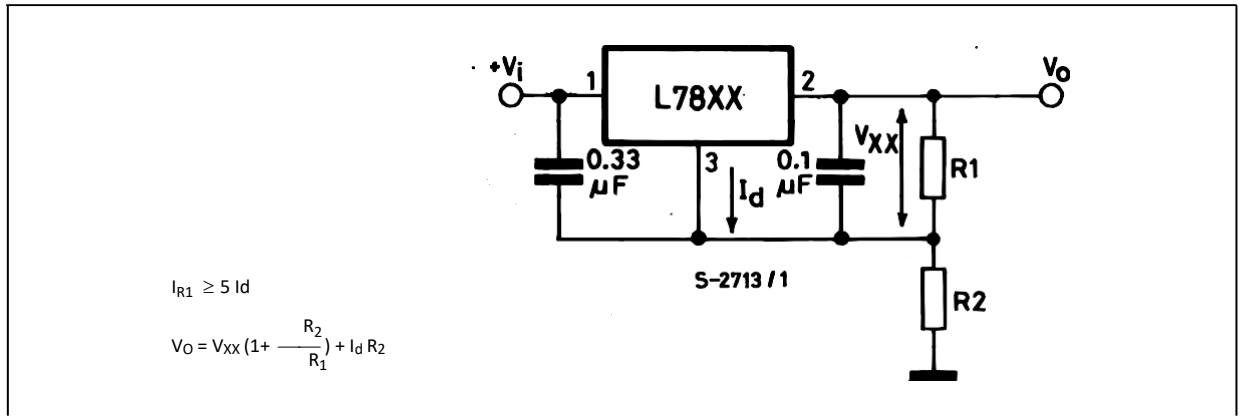 +Vi
1
L78XX
2
Vo
0.33
µF
3
Id
0.1
µF
VXX
R1
S-2713/1
R2
IR1 ≥ 5 Id
VO = VXX (1+ R2/R1) + Id R2